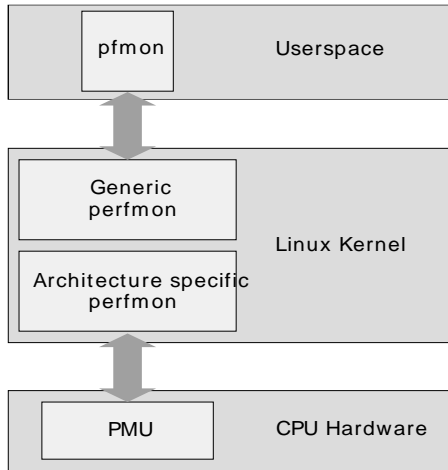 pfmon
Userspace
Generic
perfmon
Linux Kernel
Architecture specific
perfmon
PMU
CPU Hardware